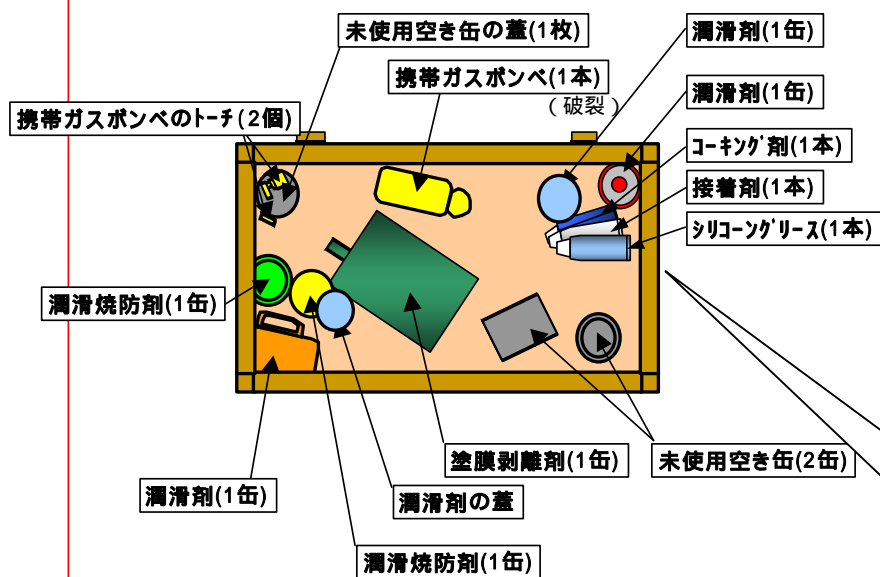 未使用空き缶の蓋(1枚)
潤滑剤(1缶)
携帯ガスボンベ(1本)
（破裂）
潤滑剤(1缶)
携帯ガスボンベのトーチ(2個)
コーキング剤(1本)
接着剤(1本)
シリコーングリース(1本)
潤滑焼防剤(1缶)
塗膜剥離剤(1缶)
未使用空き缶(2缶)
潤滑剤(1缶)
潤滑剤の蓋
潤滑焼防剤(1缶)